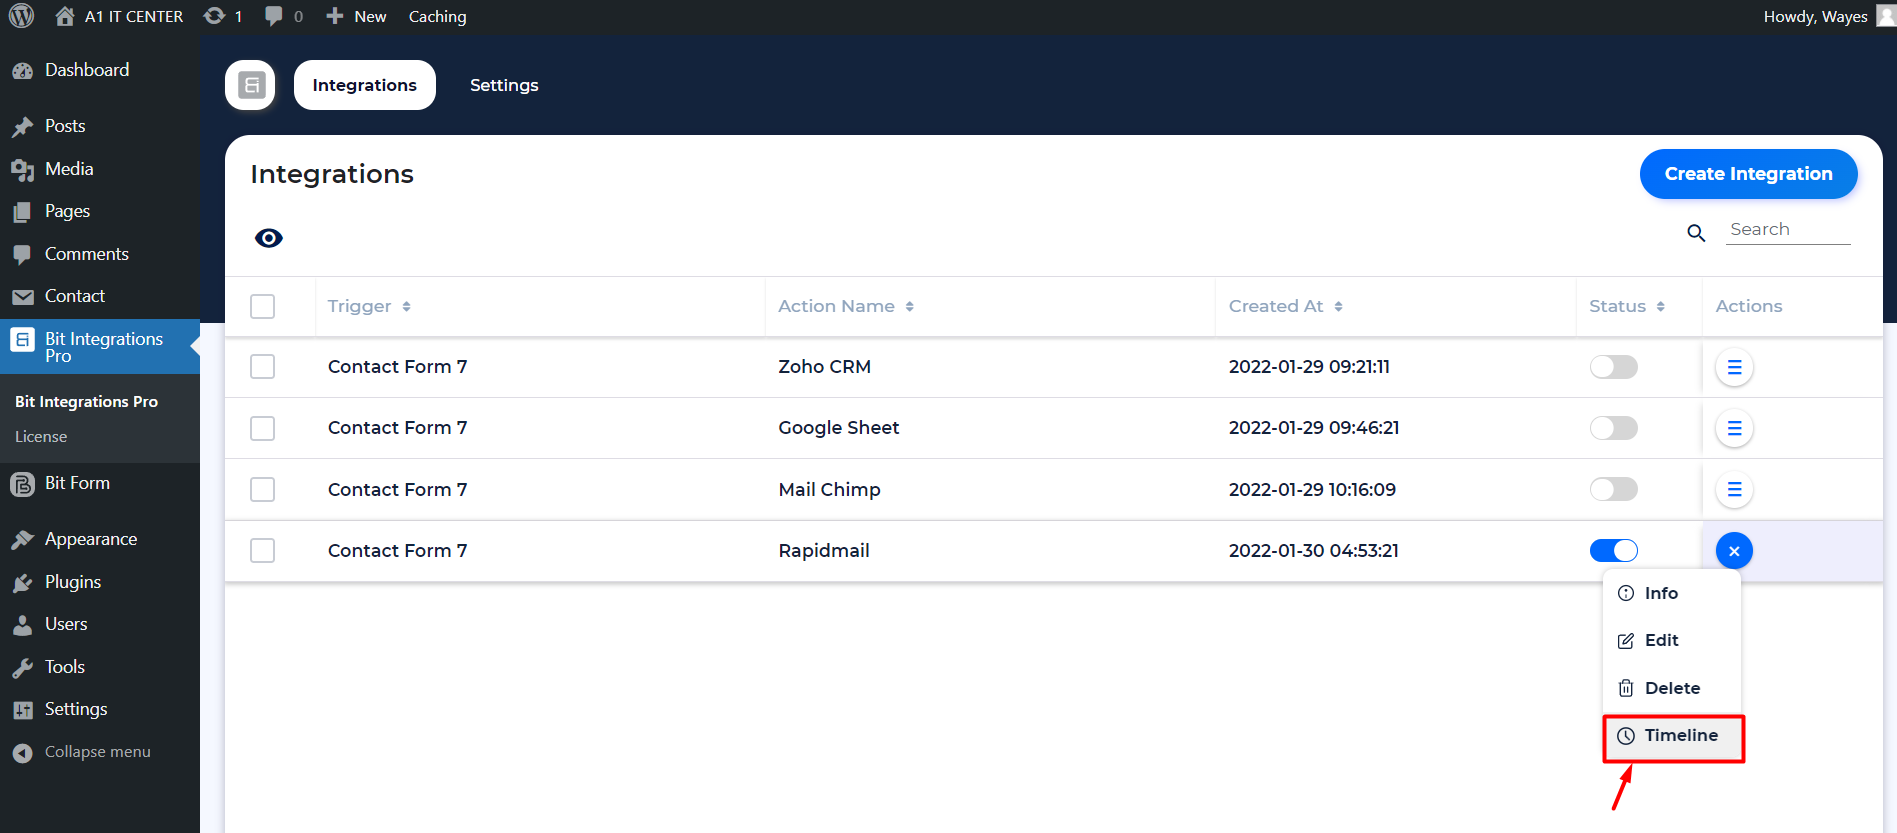 A1 IT CENTER 1 0 New Caching Howdy, Wayes
Dashboard
Posts
Media
Pages
Comments
Contact
Bit Integrations
Pro
Bit Integrations Pro
License
Bit Form
Appearance
Plugins
Users
Tools
Settings
Collapse menu
Integrations Settings
Integrations Create Integration
Search
Trigger Action Name Created At Status Actions
Contact Form 7 Zoho CRM 2022-01-29 09:21:11
Contact Form 7 Google Sheet 2022-01-29 09:46:21
Contact Form 7 Mail Chimp 2022-01-29 10:16:09
Contact Form 7 Rapidmail 2022-01-30 04:53:21
Info
Edit
Delete
Timeline